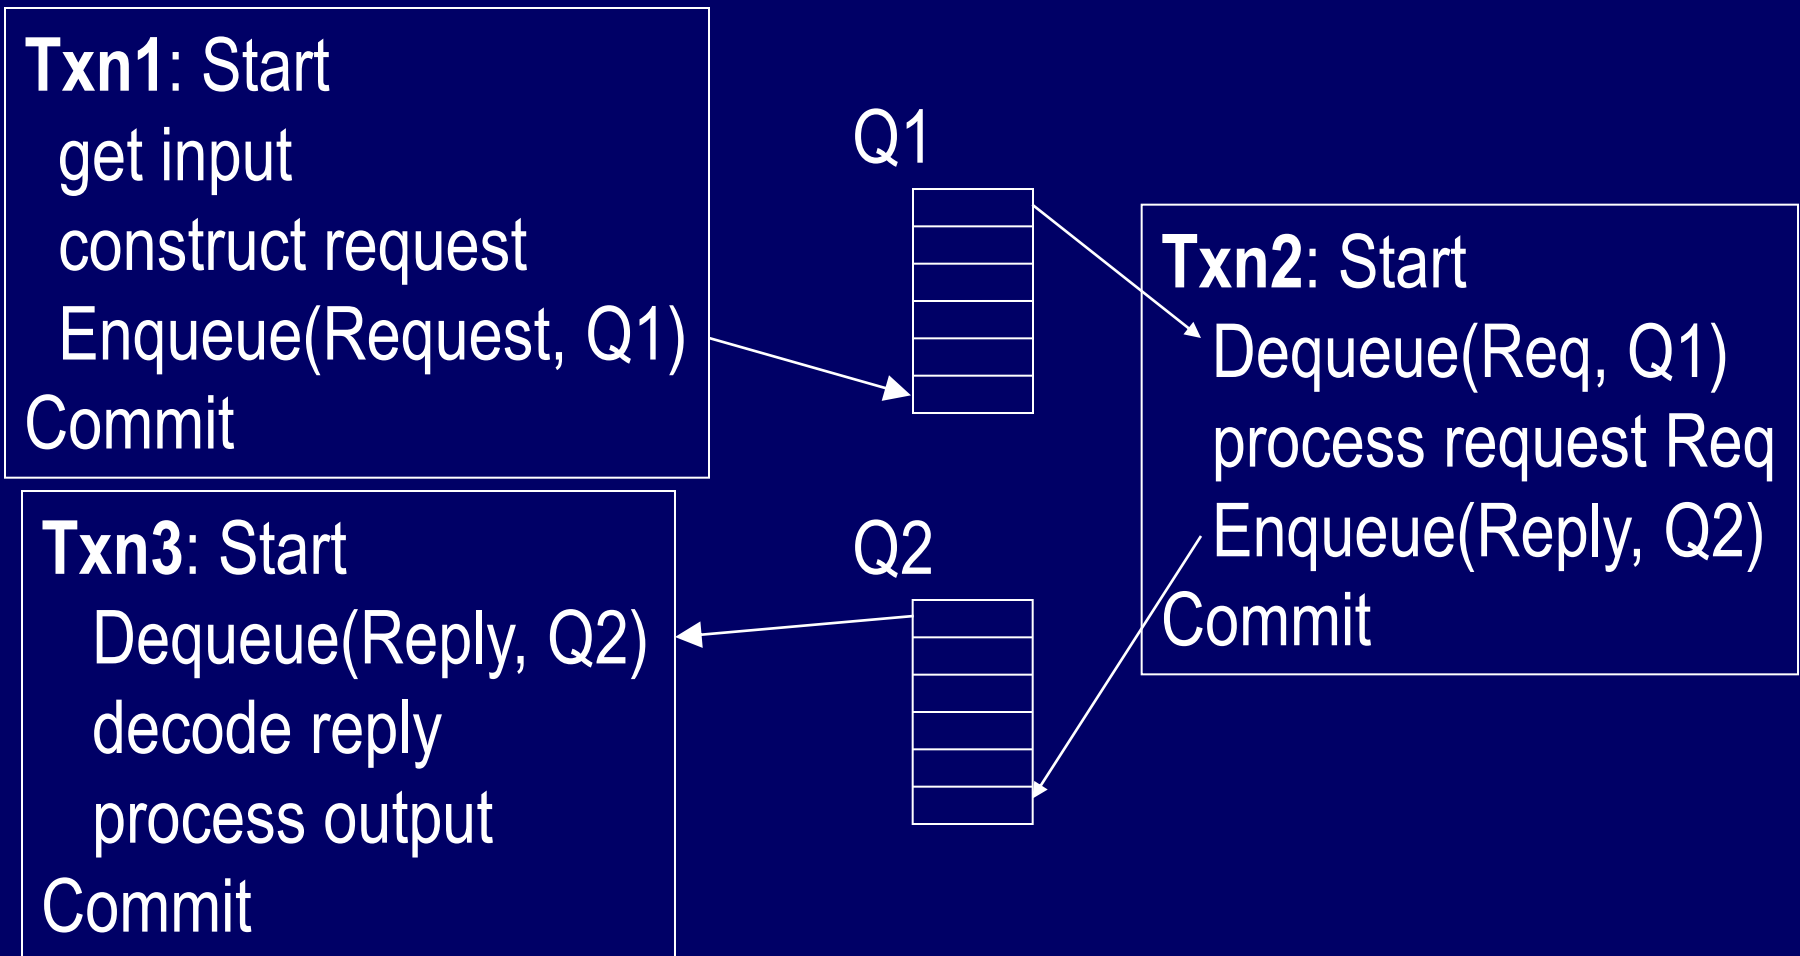 Txn1: Start
get input
construct request
Enqueue(Request, Q1)
Commit
Q1
Txn2: Start
Dequeue(Req, Q1)
process request Req
Enqueue(Reply, Q2)
Commit
Txn3: Start
Dequeue(Reply, Q2)
decode reply
process output
Commit
Q2